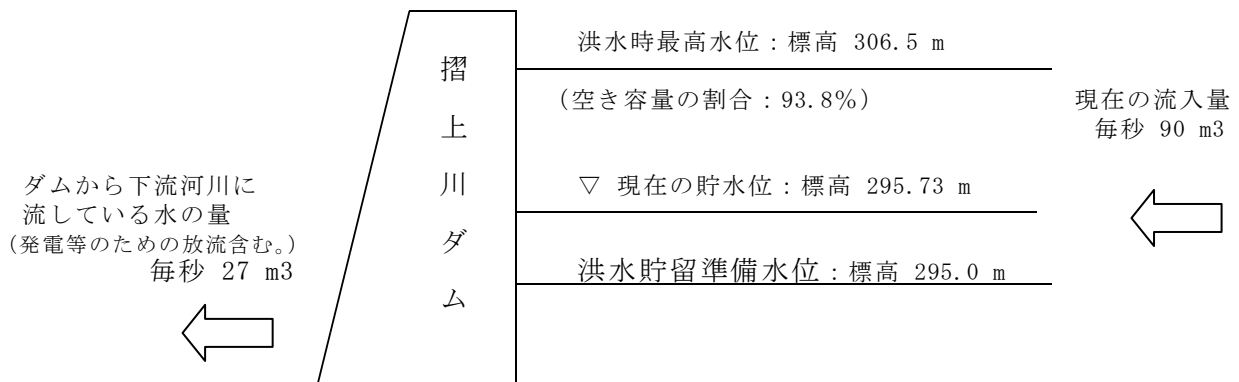 洪水時最高水位：標高 306.5 m
（空き容量の割合：93.8%）
現在の流入量
毎秒 90 m3
摺上川ダム
ダムから下流河川に
流している水の量
（発電等のための放流含む。）
毎秒 27 m3
▽ 現在の貯水位：標高 295.73 m
洪水貯留準備水位：標高 295.0 m